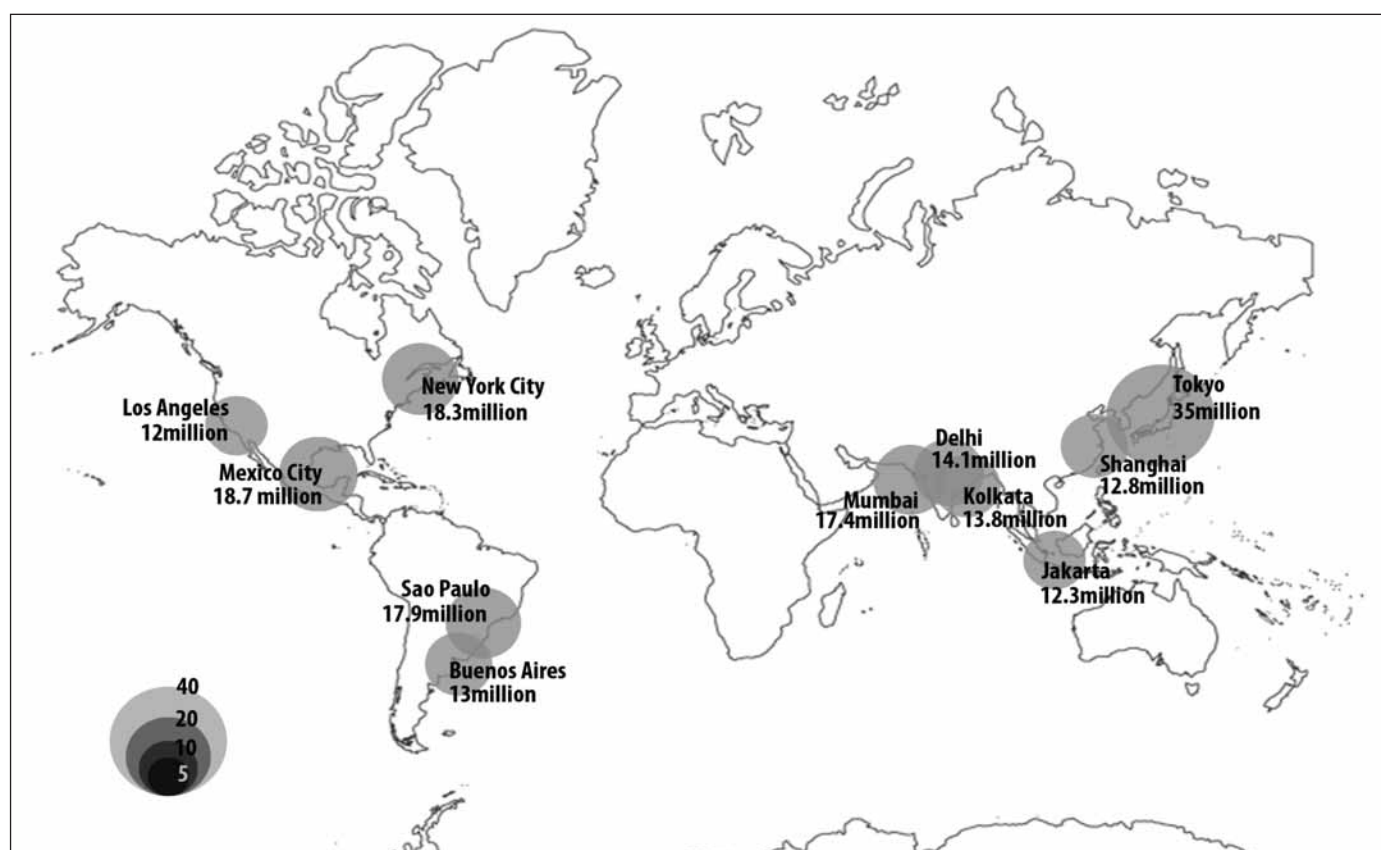 New York City
18.3million
Los Angeles
12million
Mexico City
18.7 million
Sao Paulo
17.9million
Buenos Aires
13million
Tokyo
35million
Delhi
14.1million
Shanghai
12.8million
Mumbai
17.4million
Kolkata
13.8million
Jakarta
12.3million
40
20
10
5